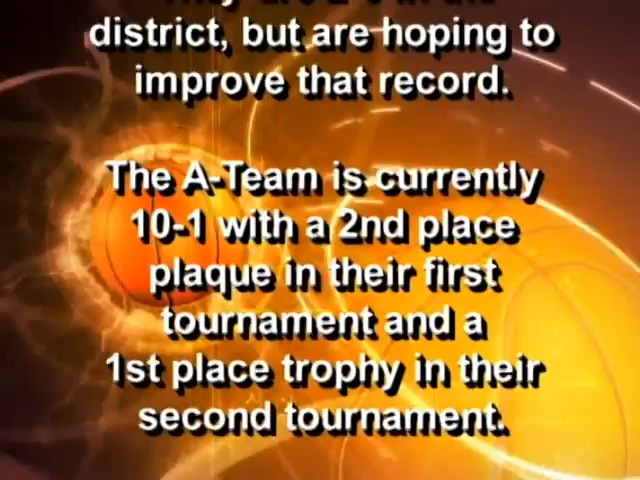 district, but are hoping to
improve that record.
The A-Team is currently
10-1 with a 2nd place
plaque in their first
tournament and a
1st place trophy in their
second tournament.